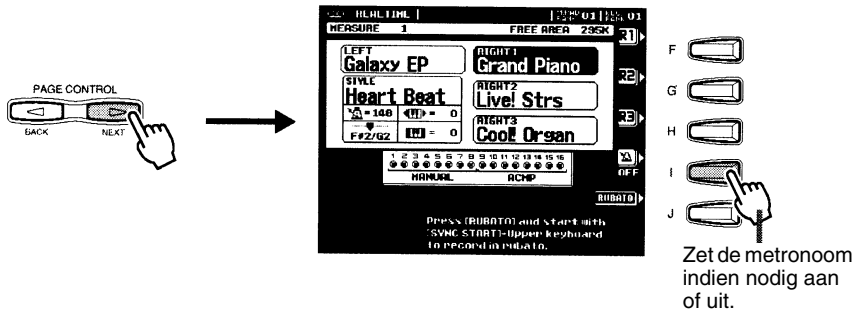 PAGE CONTROL
BACK NEXT
REALTIME 01 01
MEASURE 1 FREE AREA 295K
LEFT
Galaxy EP
STYLE
Heart Beat
= 148 = 0
F#2/G2 = 0
RIGHT1
Grand Piano
RIGHT2
Live! Strs
RIGHT3
Cool! Organ
1 2 3 4 5 6 7 8 9 10 11 12 13 14 15 16
MANUAL ACMP
R1
R2
R3
OFF
RUBATO
Press [RUBATO] and start with
[SYNC START]-Upper keyboard
to record in rubato.
F
G
H
I
J
Zet de metronoom
indien nodig aan
of uit.